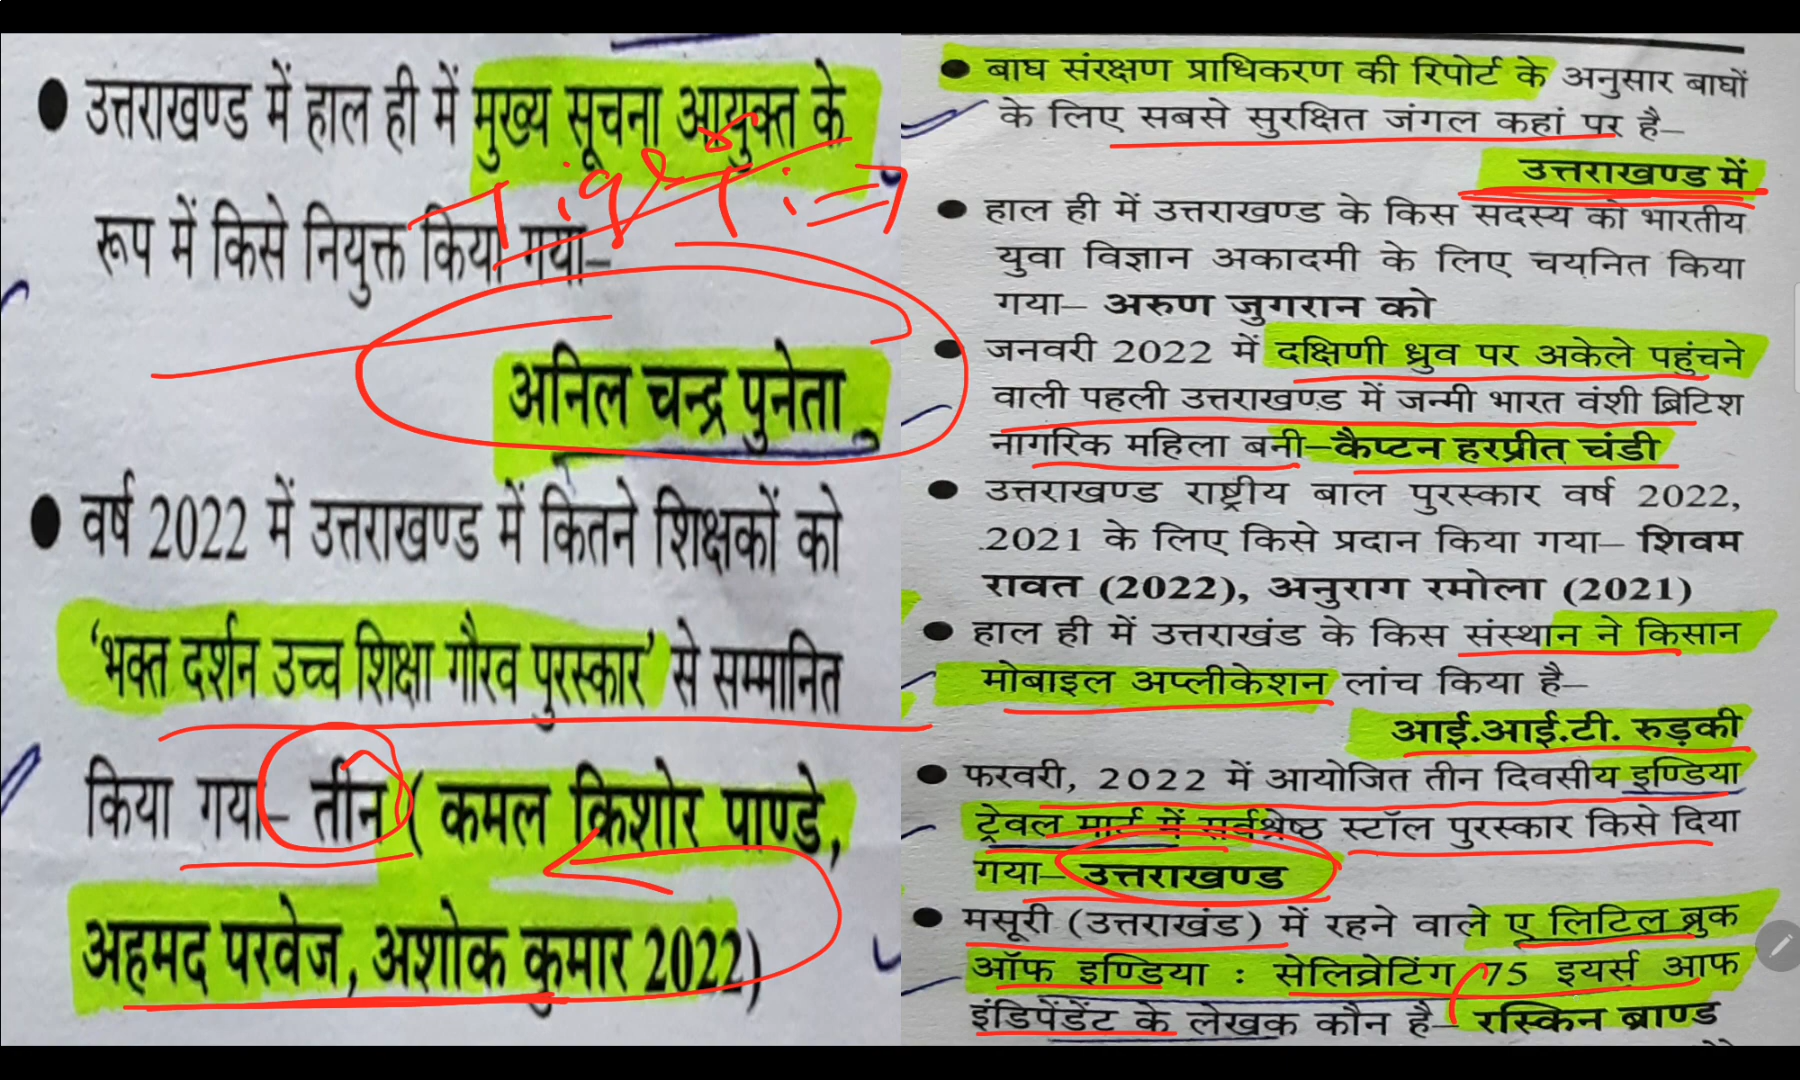 ● उत्तराखण्ड में हाल ही में मुख्य सूचना आयुक्त के
रूप में किसे नियुक्त किया गया–
अनिल चन्द्र पुनेता
● वर्ष 2022 में उत्तराखण्ड में कितने शिक्षकों को
'भक्त दर्शन उच्च शिक्षा गौरव पुरस्कार' से सम्मानित
किया गया– तीन ( कमल किशोर पाण्डे,
अहमद परवेज, अशोक कुमार 2022)
● बाघ संरक्षण प्राधिकरण की रिपोर्ट के अनुसार बाघों
के लिए सबसे सुरक्षित जंगल कहां पर है–
उत्तराखण्ड में
● हाल ही में उत्तराखण्ड के किस सदस्य को भारतीय
युवा विज्ञान अकादमी के लिए चयनित किया
गया– अरुण जुगरान को
● जनवरी 2022 में दक्षिणी ध्रुव पर अकेले पहुंचने
वाली पहली उत्तराखण्ड में जन्मी भारत वंशी ब्रिटिश
नागरिक महिला बनी–कैप्टन हरप्रीत चंडी
● उत्तराखण्ड राष्ट्रीय बाल पुरस्कार वर्ष 2022,
2021 के लिए किसे प्रदान किया गया– शिवम
रावत (2022), अनुराग रमोला (2021)
● हाल ही में उत्तराखंड के किस संस्थान ने किसान
मोबाइल अप्लीकेशन लांच किया है–
आई.आई.टी. रुड़की
● फरवरी, 2022 में आयोजित तीन दिवसीय इण्डिया
ट्रेवल मार्ट में सर्वश्रेष्ठ स्टॉल पुरस्कार किसे दिया
गया– उत्तराखण्ड
● मसूरी (उत्तराखंड) में रहने वाले ए लिटिल ब्रुक
ऑफ इण्डिया : सेलिब्रेटिंग 75 इयर्स आफ
इंडिपेंडेंट के लेखक कौन है– रस्किन ब्राण्ड